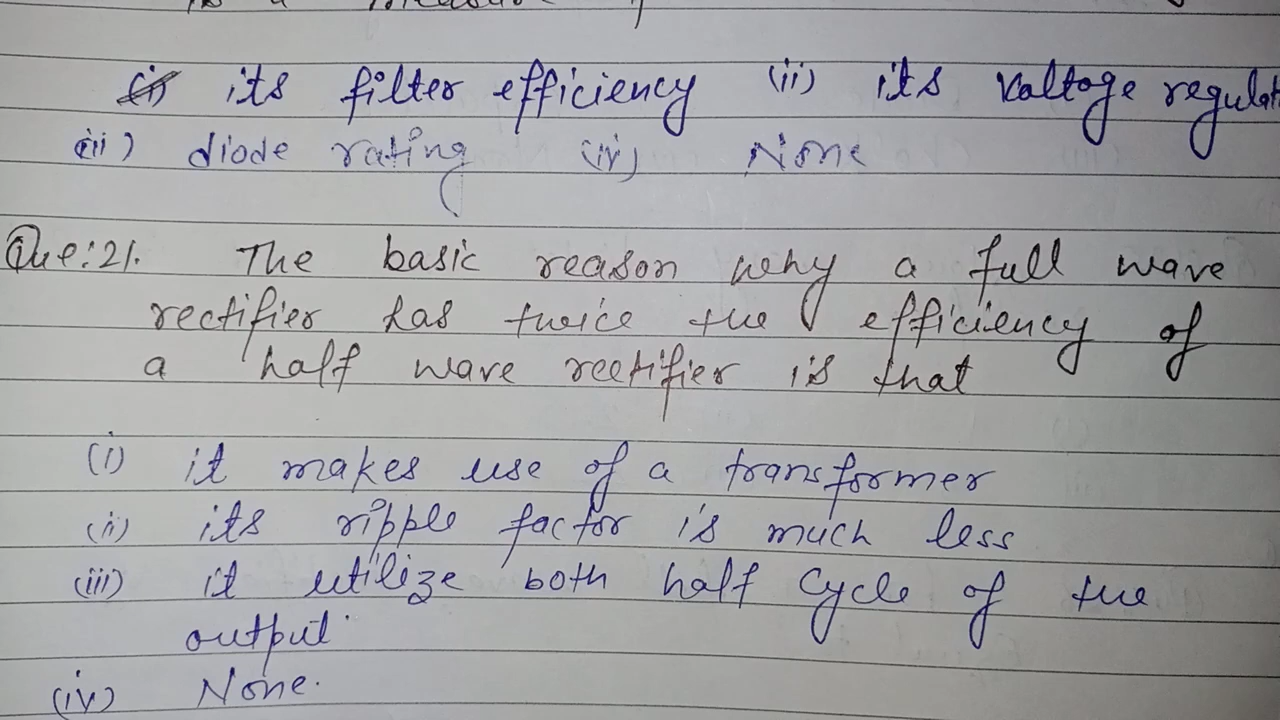 (i) its filter efficiency (ii) its Voltage regulat
(iii) diode rating (iv) None
Que:21. The basic reason why a full wave
rectifier has twice the efficiency of
a half wave rectifier is that
(i) it makes use of a transformer
(ii) its ripple factor is much less
(iii) it utilize both half Cycle of the
output.
(iv) None.